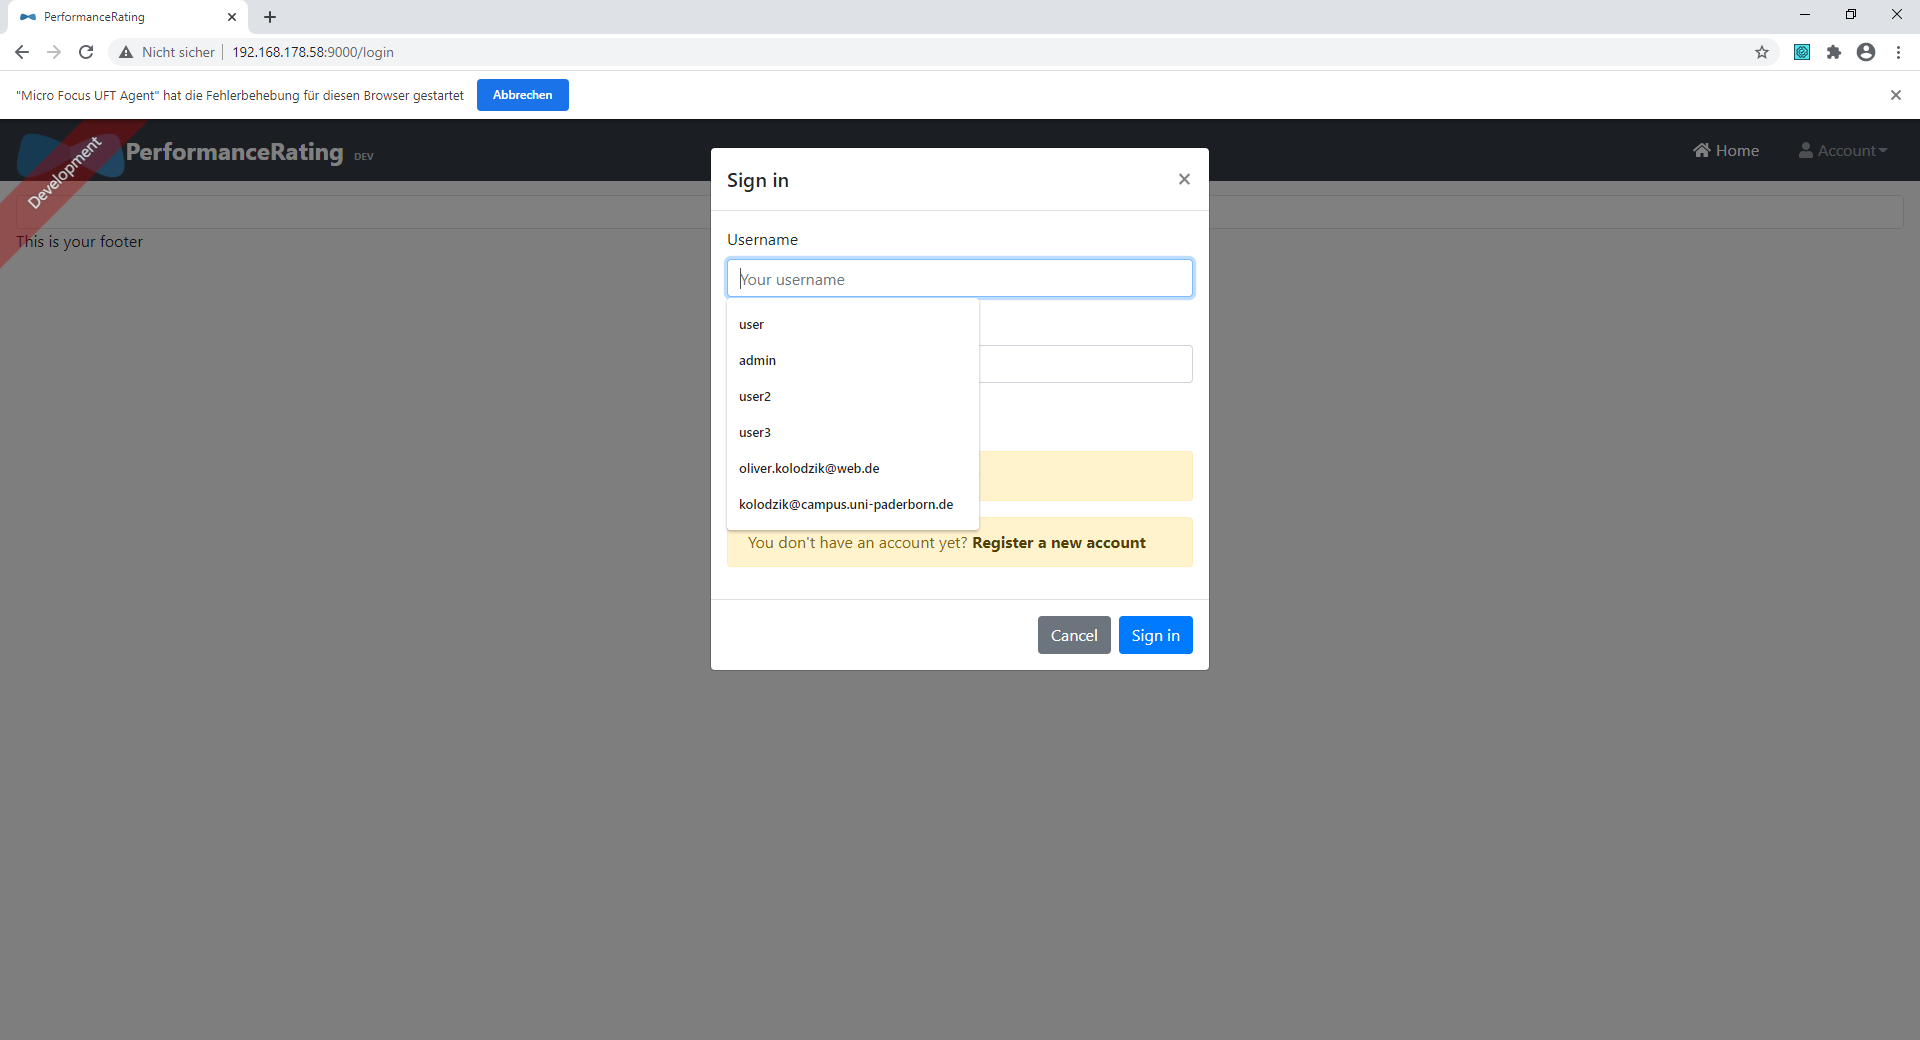 PerformanceRating
Nicht sicher
192.168.178.58:9000/login
"Micro Focus UFT Agent" hat die Fehlerbehebung für diesen Browser gestartet
Abbrechen
Development
PerformanceRating DEV
Home
Account
This is your footer
Sign in
Username
Your username
user
admin
user2
user3
oliver.kolodzik@web.de
kolodzik@campus.uni-paderborn.de
You don't have an account yet? Register a new account
Cancel
Sign in